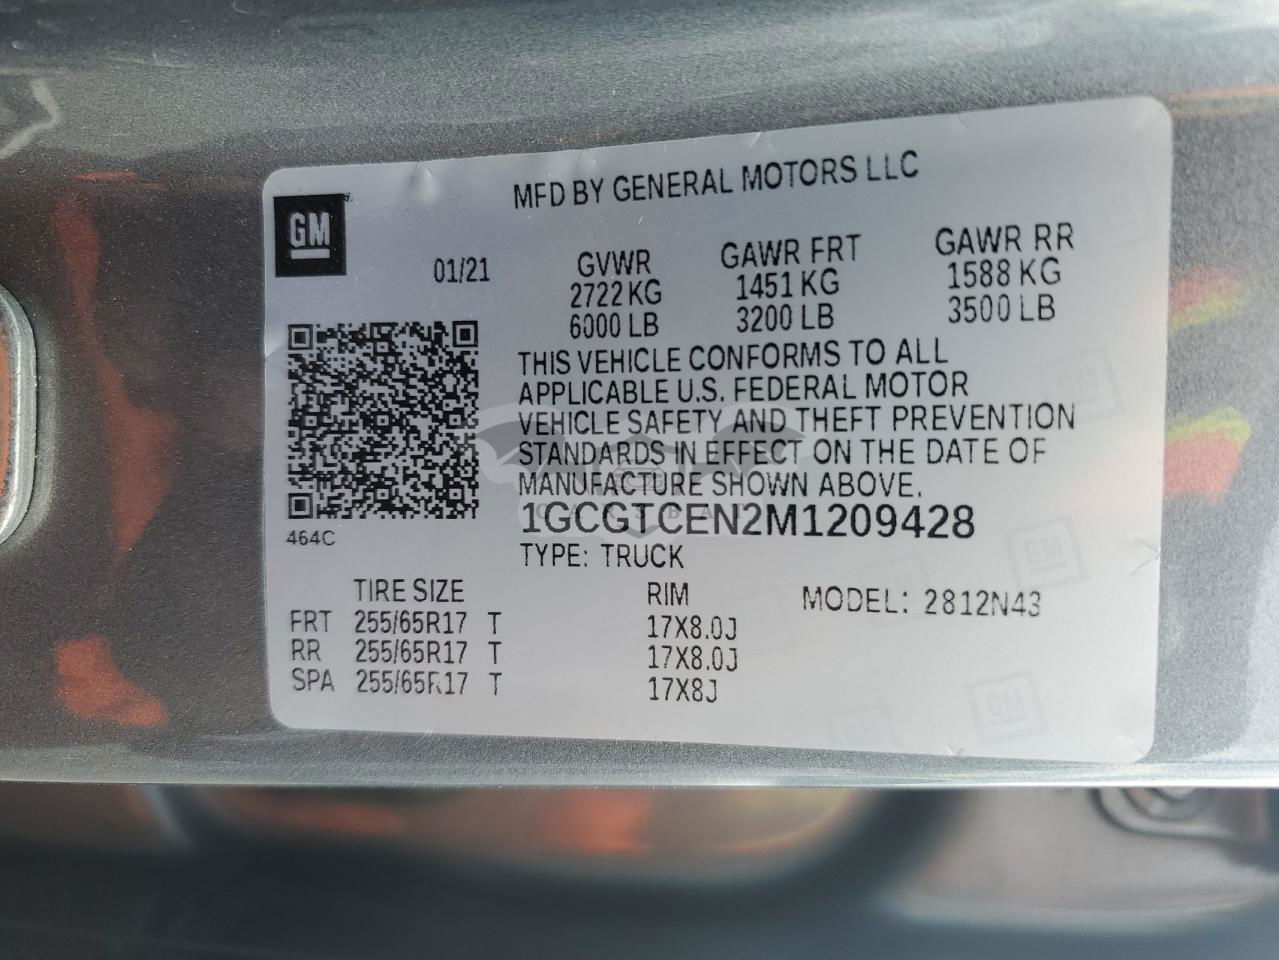 MFD BY GENERAL MOTORS LLC
GM
01/21
GVWR GAWR FRT GAWR RR
2722 KG 1451 KG 1588 KG
6000 LB 3200 LB 3500 LB
THIS VEHICLE CONFORMS TO ALL
APPLICABLE U.S. FEDERAL MOTOR
VEHICLE SAFETY AND THEFT PREVENTION
STANDARDS IN EFFECT ON THE DATE OF
MANUFACTURE SHOWN ABOVE.
1GCGTCEN2M1209428
464C
TYPE: TRUCK
TIRE SIZE RIM MODEL: 2812N43
FRT 255/65R17 T 17X8.0J
RR 255/65R17 T 17X8.0J
SPA 255/65R17 T 17X8J
GM
GM
GM